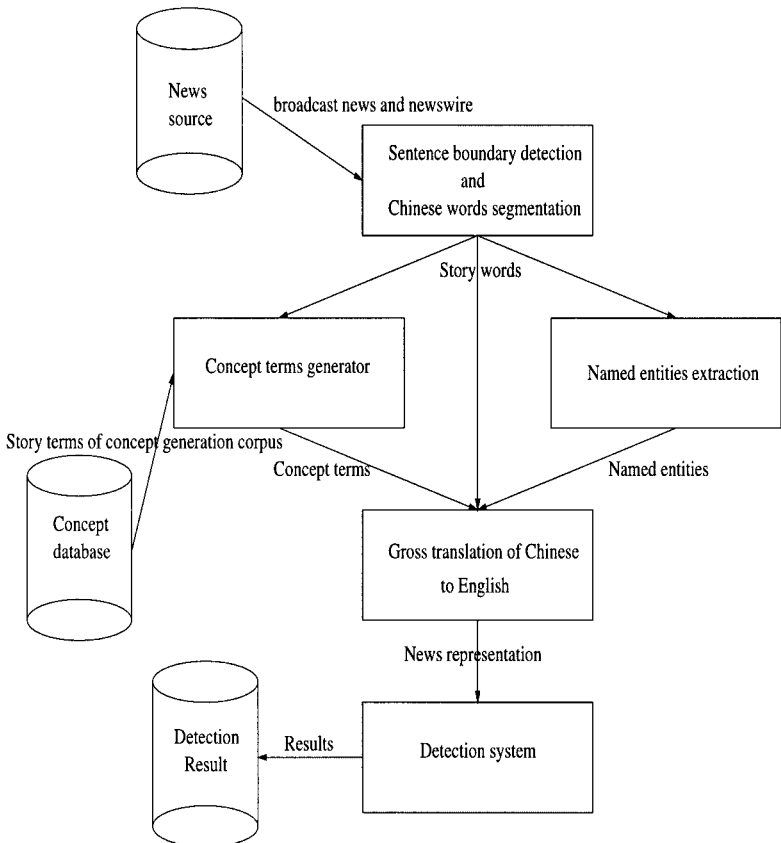 News
source
broadcast news and newswire
Sentence boundary detection
and
Chinese words segmentation
Story words
Concept terms generator
Named entities extraction
Story terms of concept generation corpus
Concept terms
Named entities
Concept
database
Gross translation of Chinese
to English
News representation
Detection
Result
Results
Detection system